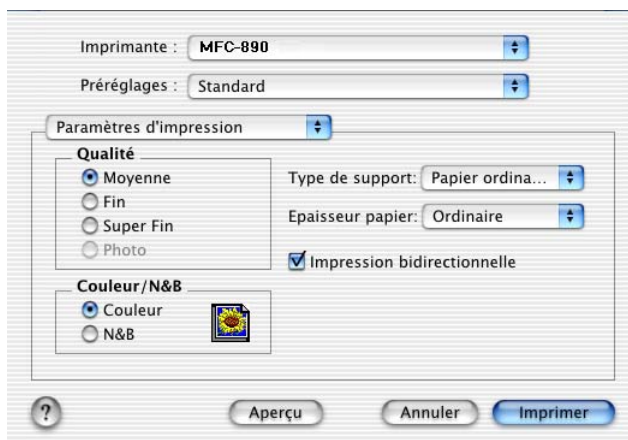 Imprimante : MFC-890
Préréglages : Standard
Paramètres d'impression
Qualité
Moyenne
Fin
Super Fin
Photo
Type de support: Papier ordina...
Epaisseur papier: Ordinaire
Impression bidirectionnelle
Couleur/N&B
Couleur
N&B
? Aperçu Annuler Imprimer